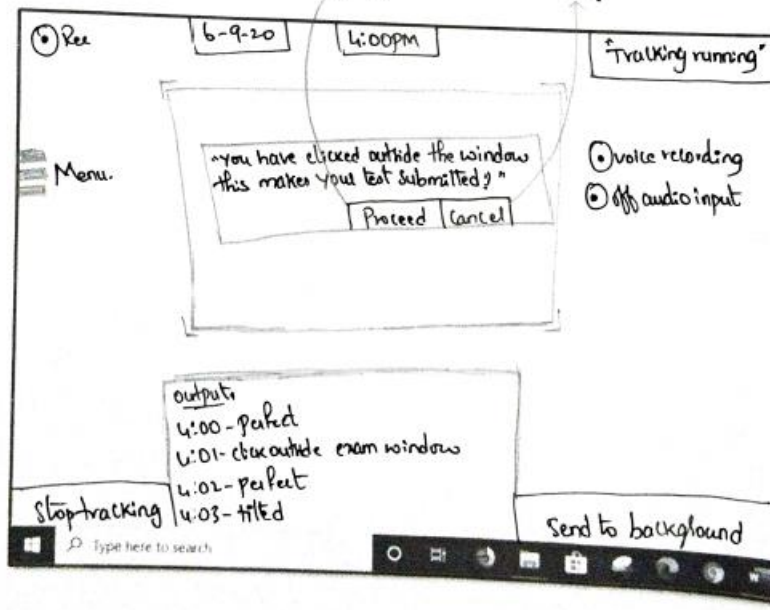 Rec
6-9-20
4:00PM
"Tracking running"
Menu.
"you have clicked outside the window
this makes your test submitted?"
Proceed
Cancel
voice recording
off audio input
output,
4:00 - perfect
4:01 - click outside exam window
4:02 - perfect
4:03 - tilted
Stop tracking
Send to background
Type here to search